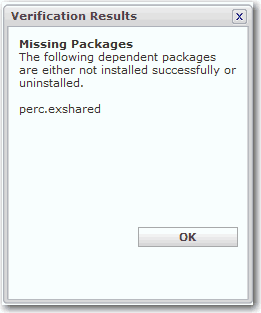 Verification Results x
Missing Packages
The following dependent packages
are either not installed successfully or
uninstalled.
perc.exshared
OK